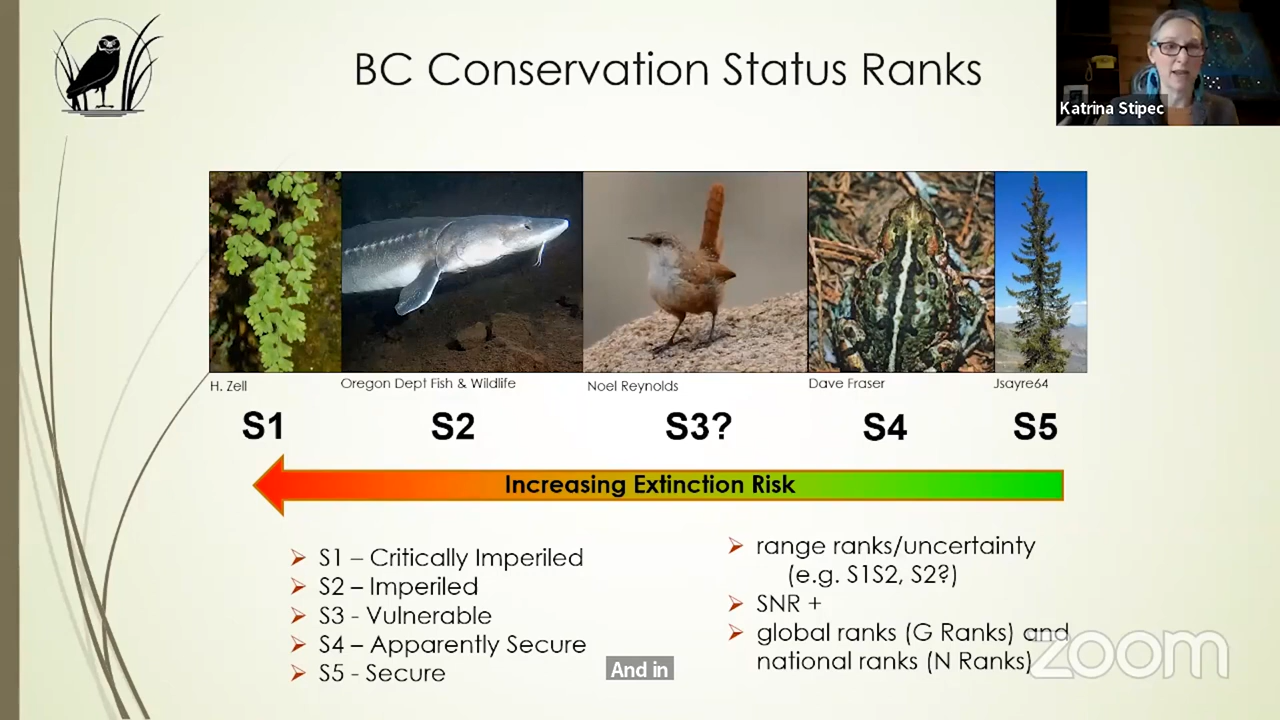 BC Conservation Status Ranks
Katrina Stipec
H. Zell
Oregon Dept Fish & Wildlife
Noel Reynolds
Dave Fraser
Jsayre64
S1
S2
S3?
S4
S5
Increasing Extinction Risk
S1 – Critically Imperiled
S2 – Imperiled
S3 - Vulnerable
S4 – Apparently Secure
S5 - Secure
range ranks/uncertainty
(e.g. S1S2, S2?)
SNR +
global ranks (G Ranks) and
national ranks (N Ranks)
And in
zoom